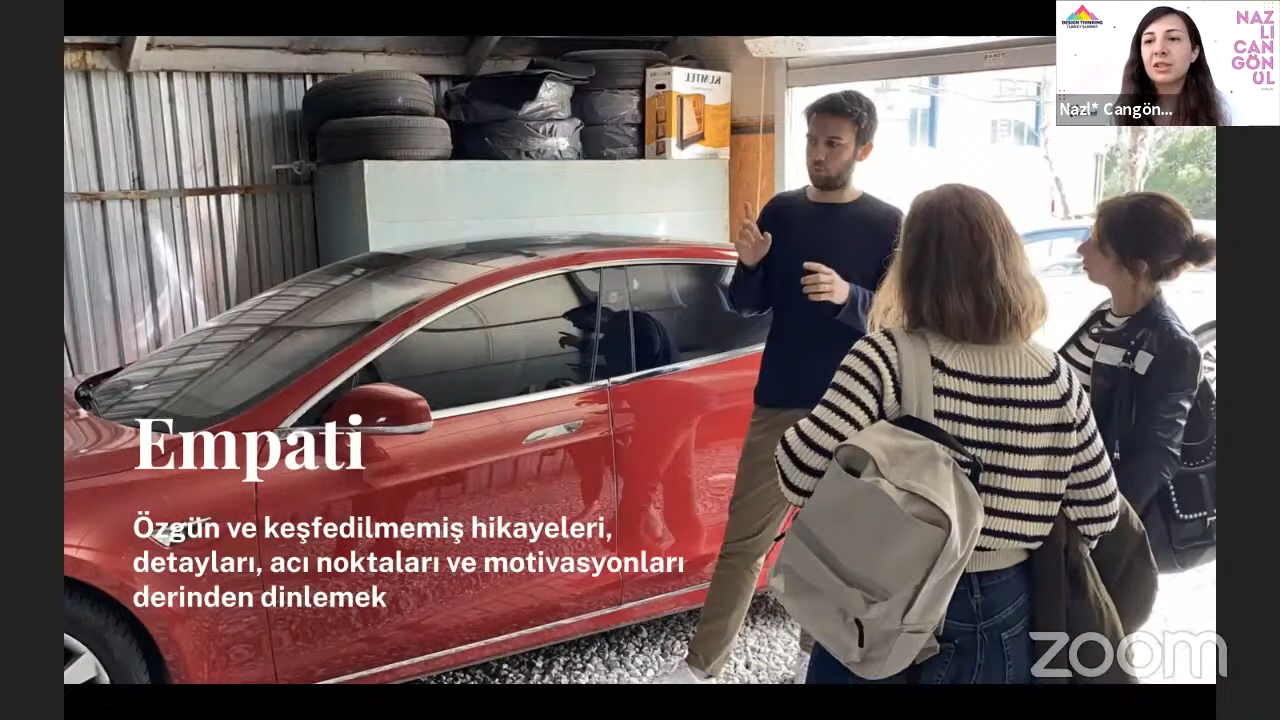 KUMTEL
DESIGN THINKING
TURKEY SUMMIT
NAZ
LI
CAN
GÖN
ÜL
Nazl* Cangön...
Empati
Özgün ve keşfedilmemiş hikayeleri,
detayları, acı noktaları ve motivasyonları
derinden dinlemek
zoom